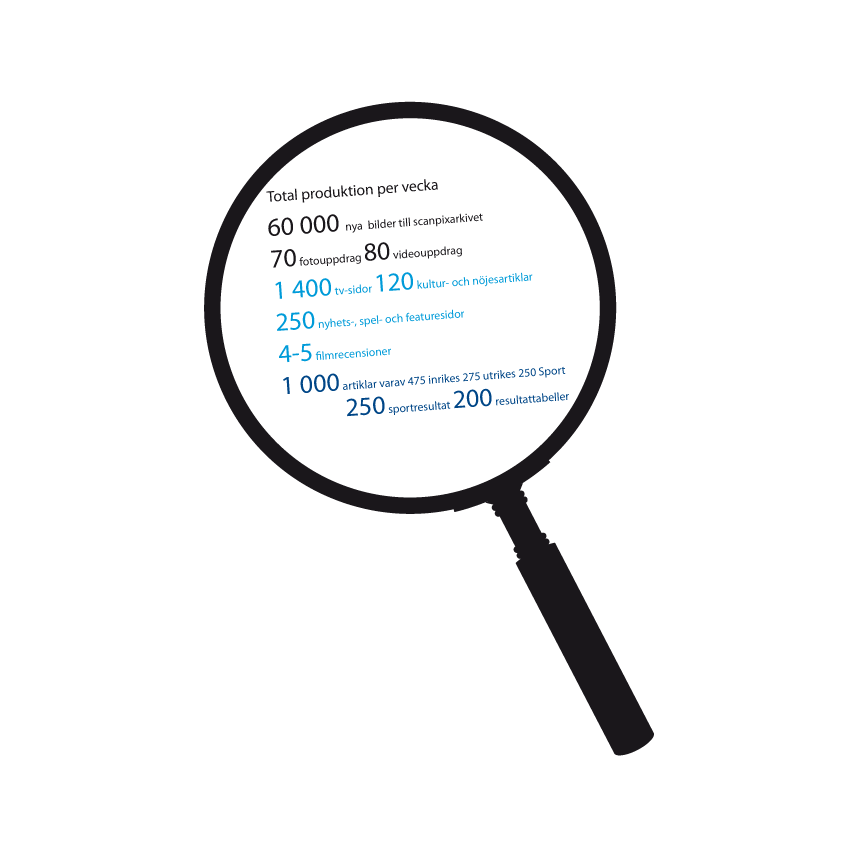 Total produktion per vecka
60 000 nya bilder till scanpixarkivet
70 fotouppdrag 80 videouppdrag
1 400 tv-sidor 120 kultur- och nöjesartiklar
250 nyhets-, spel- och featuresidor
4-5 filmrecensioner
1 000 artiklar varav 475 inrikes 275 utrikes 250 Sport
250 sportresultat 200 resultattabeller